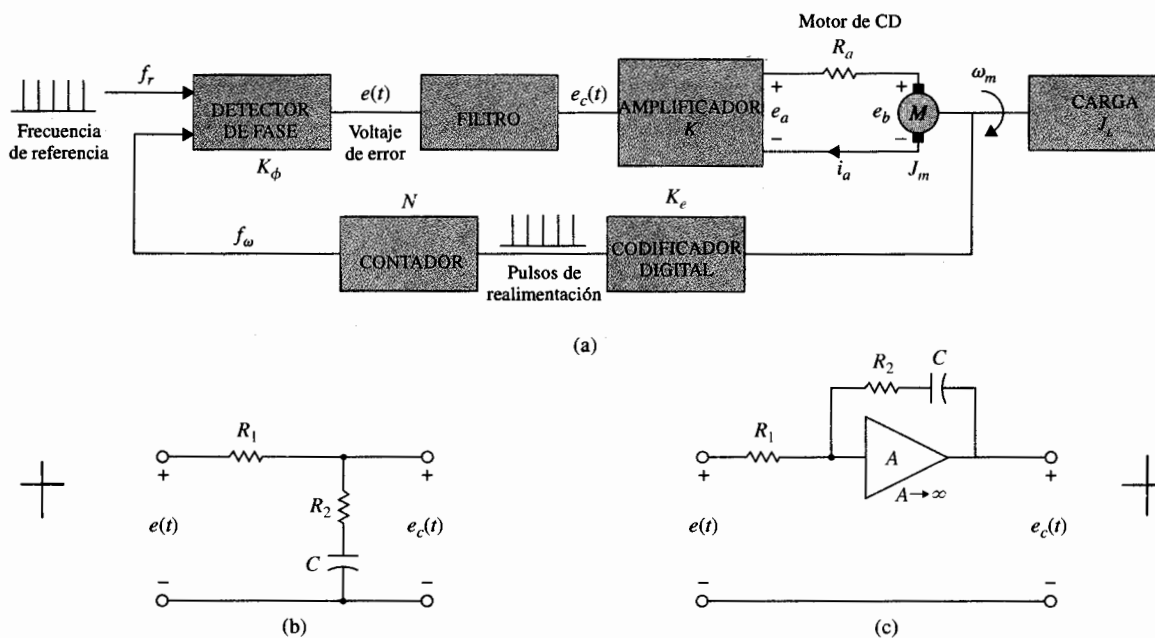 Motor de CD
R_a
f_r
e(t)
e_c(t)
ω_m
DETECTOR
DE FASE
FILTRO
AMPLIFICADOR
K
+
e_a
−
+
e_b
−
M
CARGA
J_L
Frecuencia
de referencia
Voltaje
de error
K_ϕ
i_a
J_m
N
K_e
f_ω
CONTADOR
CODIFICADOR
DIGITAL
Pulsos de
realimentación
(a)
R_1
+
+
R_2
e(t)
e_c(t)
C
−
−
(b)
R_2
C
R_1
A
A→∞
+
+
e(t)
e_c(t)
−
−
(c)